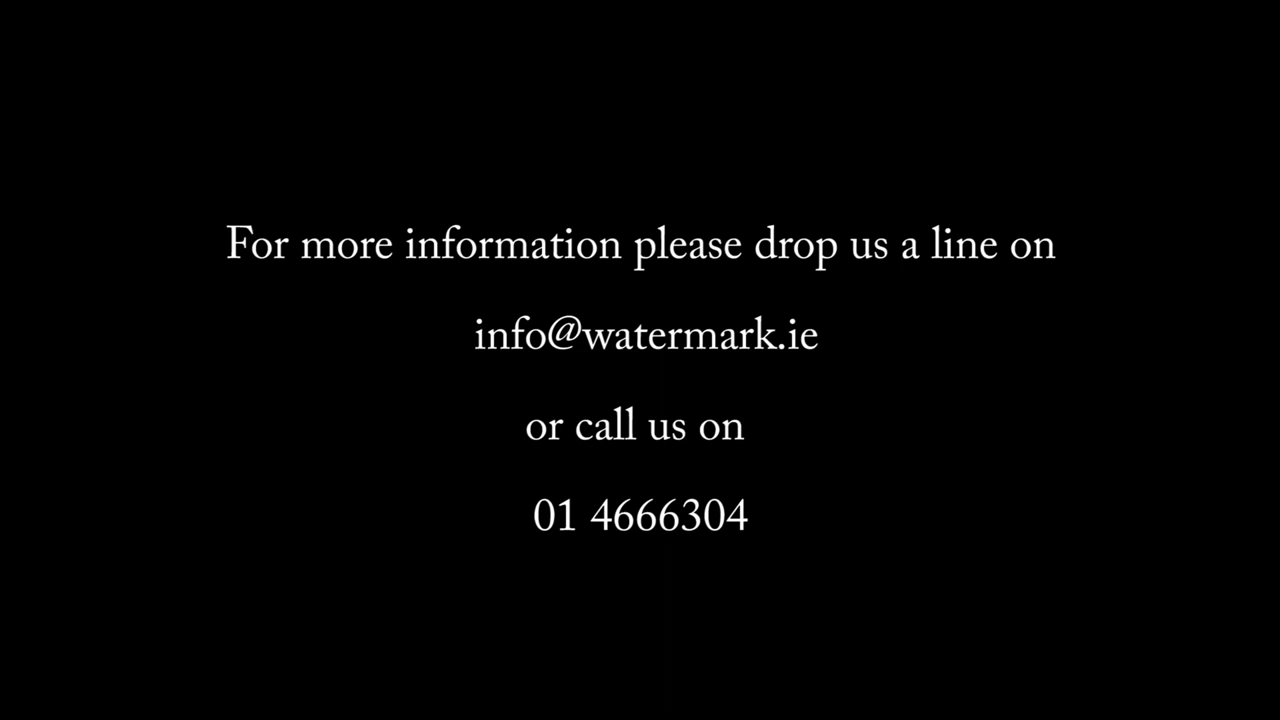 For more information please drop us a line on
info@watermark.ie
or call us on
01 4666304